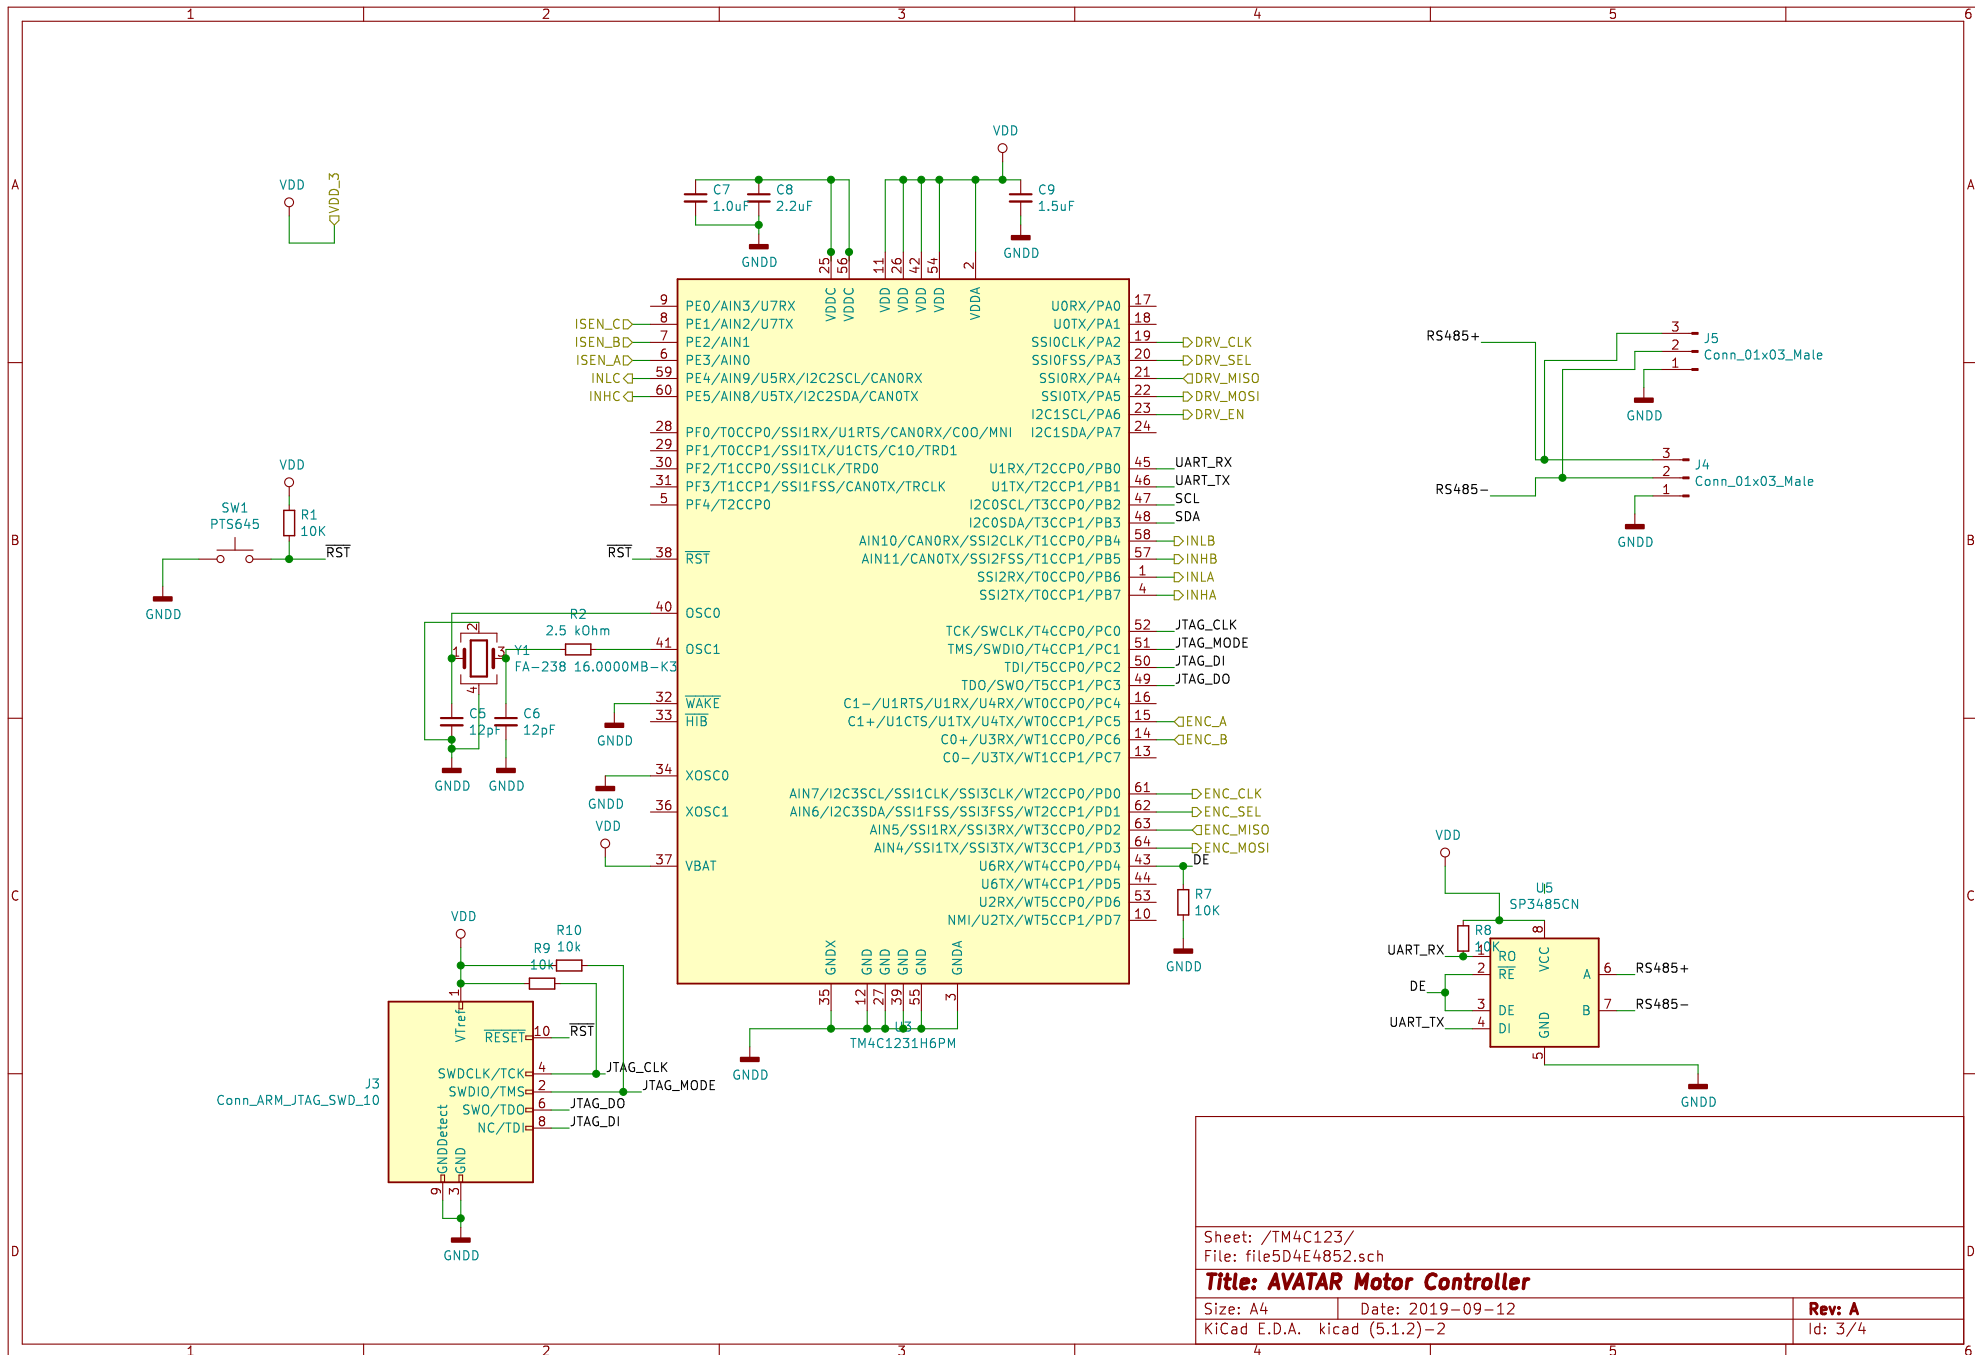 1 2 3 4 5 6
A
B
C
D
A
B
C
D
1 2 3 4 5 6
VDD
VDD_3
VDD
SW1
PTS645
R1
10K
RST
GNDD
C7
1.0uF
C8
2.2uF
GNDD
VDD
C9
1.5uF
GNDD
25 56 11 26 42 54 2
VDDC VDDC VDD VDD VDD VDD VDDA
9 PE0/AIN3/U7RX
ISEN_C 8 PE1/AIN2/U7TX
ISEN_B 7 PE2/AIN1
ISEN_A 6 PE3/AIN0
INLC 59 PE4/AIN9/U5RX/I2C2SCL/CAN0RX
INHC 60 PE5/AIN8/U5TX/I2C2SDA/CAN0TX
28 PF0/T0CCP0/SSI1RX/U1RTS/CAN0RX/C0O/MNI
29 PF1/T0CCP1/SSI1TX/U1CTS/C1O/TRD1
30 PF2/T1CCP0/SSI1CLK/TRD0
31 PF3/T1CCP1/SSI1FSS/CAN0TX/TRCLK
5 PF4/T2CCP0
RST 38 RST
40 OSC0
R2
2.5 kOhm
41 OSC1
1 2 3 4
Y1
FA-238 16.0000MB-K3
C5
12pF
C6
12pF
GNDD GNDD
32 WAKE
33 HIB
GNDD
34 XOSC0
GNDD
36 XOSC1
VDD
37 VBAT
U0RX/PA0 17
U0TX/PA1 18
SSI0CLK/PA2 19 DRV_CLK
SSI0FSS/PA3 20 DRV_SEL
SSI0RX/PA4 21 DRV_MISO
SSI0TX/PA5 22 DRV_MOSI
I2C1SCL/PA6 23 DRV_EN
I2C1SDA/PA7 24
U1RX/T2CCP0/PB0 45 UART_RX
U1TX/T2CCP1/PB1 46 UART_TX
I2C0SCL/T3CCP0/PB2 47 SCL
I2C0SDA/T3CCP1/PB3 48 SDA
AIN10/CAN0RX/SSI2CLK/T1CCP0/PB4 58 INLB
AIN11/CAN0TX/SSI2FSS/T1CCP1/PB5 57 INHB
SSI2RX/T0CCP0/PB6 1 INLA
SSI2TX/T0CCP1/PB7 4 INHA
TCK/SWCLK/T4CCP0/PC0 52 JTAG_CLK
TMS/SWDIO/T4CCP1/PC1 51 JTAG_MODE
TDI/T5CCP0/PC2 50 JTAG_DI
TDO/SWO/T5CCP1/PC3 49 JTAG_DO
C1-/U1RTS/U1RX/U4RX/WT0CCP0/PC4 16
C1+/U1CTS/U1TX/U4TX/WT0CCP1/PC5 15 ENC_A
C0+/U3RX/WT1CCP0/PC6 14 ENC_B
C0-/U3TX/WT1CCP1/PC7 13
AIN7/I2C3SCL/SSI1CLK/SSI3CLK/WT2CCP0/PD0 61 ENC_CLK
AIN6/I2C3SDA/SSI1FSS/SSI3FSS/WT2CCP1/PD1 62 ENC_SEL
AIN5/SSI1RX/SSI3RX/WT3CCP0/PD2 63 ENC_MISO
AIN4/SSI1TX/SSI3TX/WT3CCP1/PD3 64 ENC_MOSI
U6RX/WT4CCP0/PD4 43 DE
U6TX/WT4CCP1/PD5 44
U2RX/WT5CCP0/PD6 53
NMI/U2TX/WT5CCP1/PD7 10
R7
10K
GNDD
GNDX GND GND GND GND GNDA
35 12 27 39 55 3
U3
TM4C1231H6PM
GNDD
VDD
R10
10k
R9
10k
1
VTref
RESET 10 RST
SWDCLK/TCK 4 JTAG_CLK
SWDIO/TMS 2 JTAG_MODE
SWO/TDO 6 JTAG_DO
NC/TDI 8 JTAG_DI
J3
Conn_ARM_JTAG_SWD_10
GNDDetect GND
9 3
GNDD
RS485+
3
2
1
J5
Conn_01x03_Male
GNDD
RS485-
3
2
1
J4
Conn_01x03_Male
GNDD
VDD
U5
SP3485CN
R8
10K
8
VCC
UART_RX 1 RO
2 RE
DE
3 DE
UART_TX 4 DI
A 6 RS485+
B 7 RS485-
GND
5
GNDD
Sheet: /TM4C123/
File: file5D4E4852.sch
Title: AVATAR Motor Controller
Size: A4 Date: 2019-09-12 Rev: A
KiCad E.D.A. kicad (5.1.2)-2 Id: 3/4